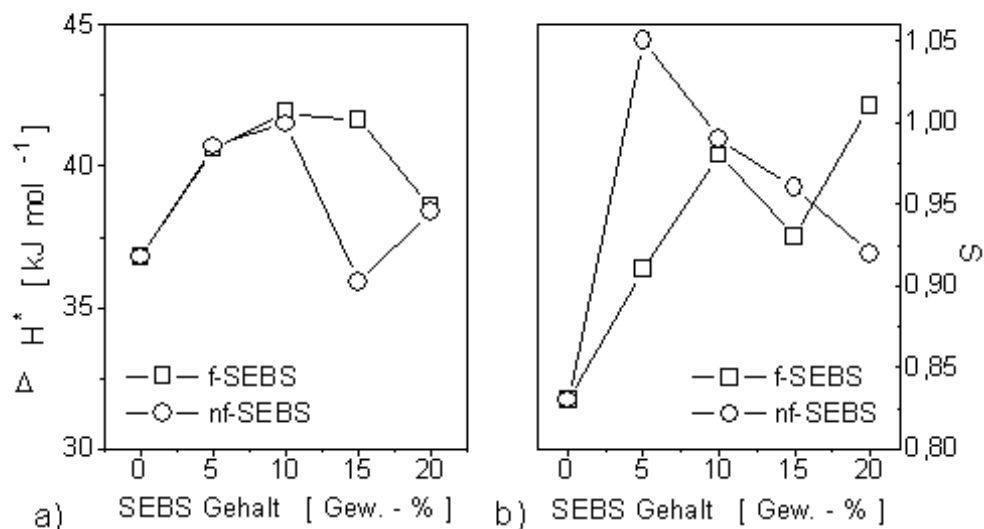 45
40
35
30
Δ H* [ kJ mol -1 ]
f-SEBS
nf-SEBS
0 5 10 15 20
a) SEBS Gehalt [ Gew. - % ]
1,05
1,00
0,95
0,90
0,85
0,80
S
f-SEBS
nf-SEBS
0 5 10 15 20
b) SEBS Gehalt [ Gew. - % ]